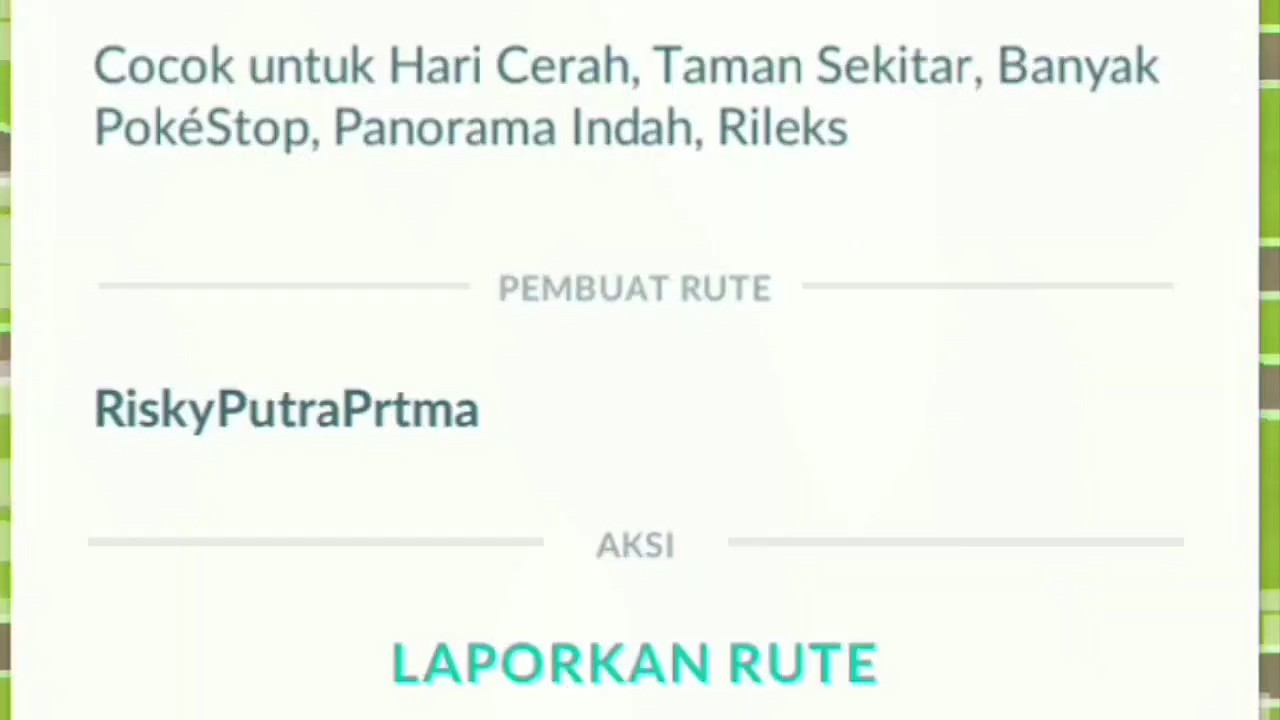 Cocok untuk Hari Cerah, Taman Sekitar, Banyak
PokéStop, Panorama Indah, Rileks
PEMBUAT RUTE
RiskyPutraPrtma
AKSI
LAPORKAN RUTE